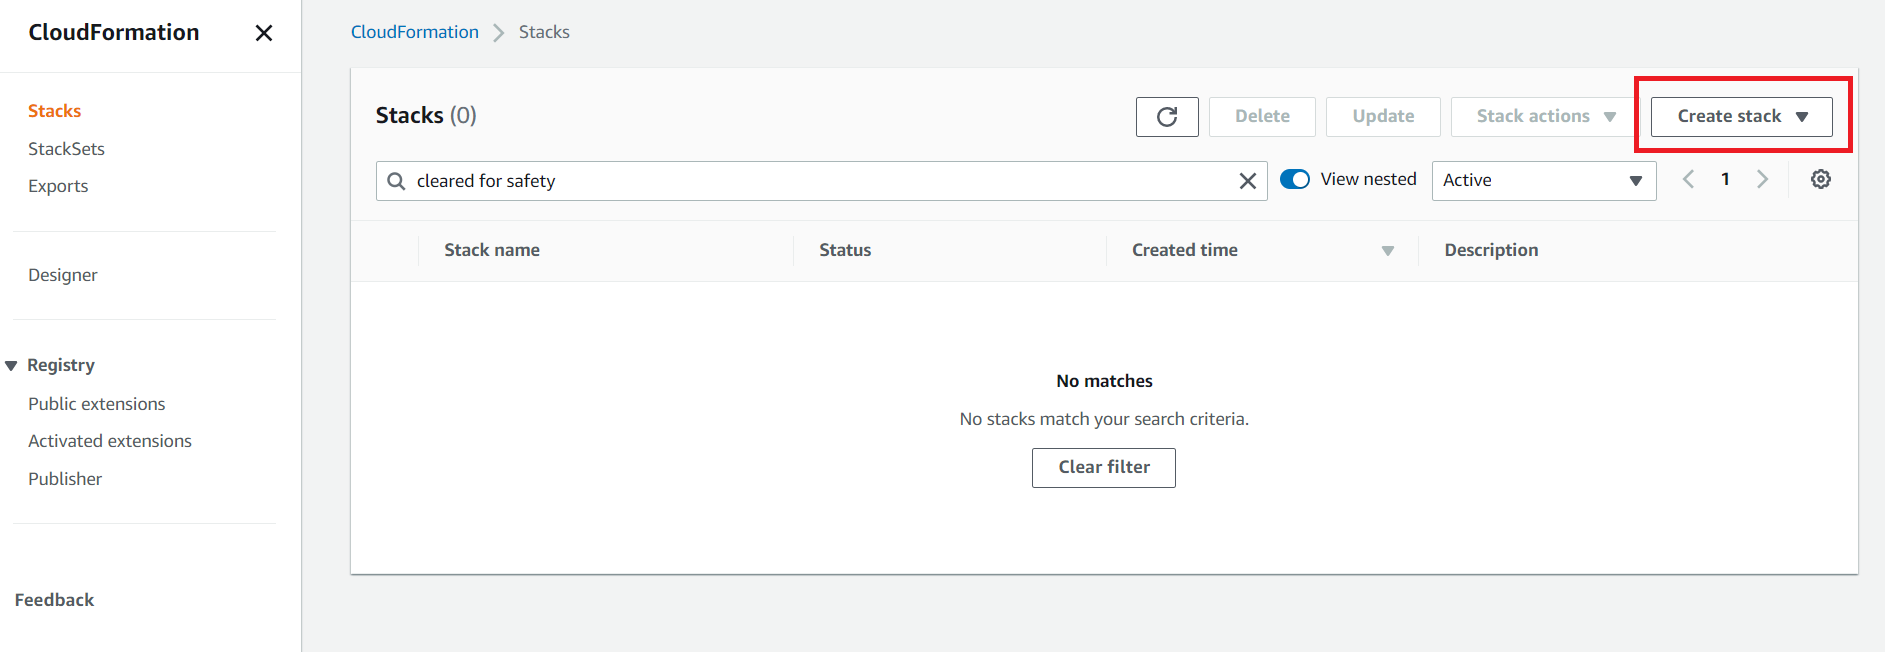 CloudFormation
Stacks
StackSets
Exports
Designer
Registry
Public extensions
Activated extensions
Publisher
Feedback
CloudFormation Stacks
Stacks (0) Delete Update Stack actions Create stack
cleared for safety View nested Active 1
Stack name Status Created time Description
No matches
No stacks match your search criteria.
Clear filter